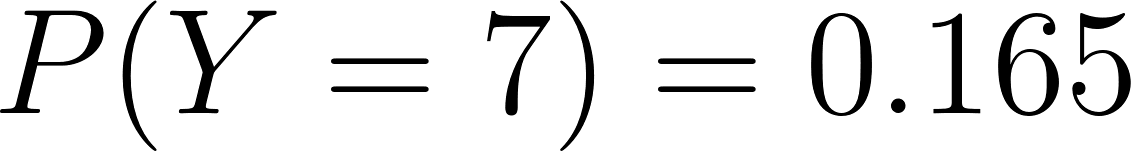 P(Y = 7) = 0.165